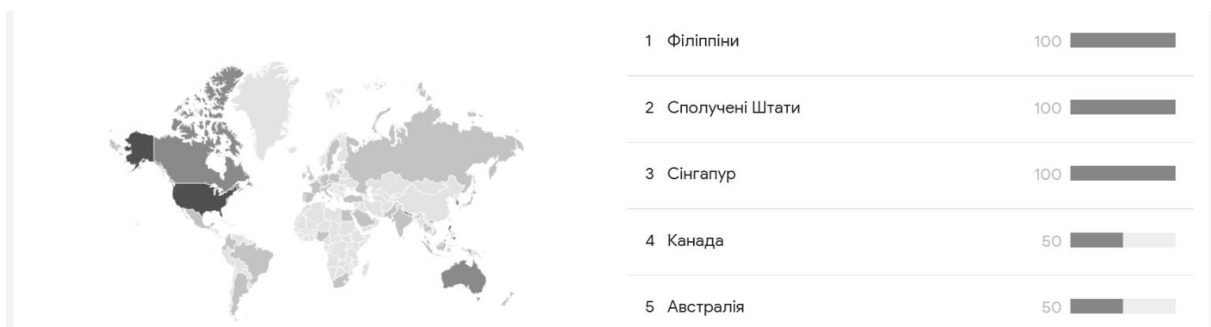 1 Філіппіни 100
2 Сполучені Штати 100
3 Сінгапур 100
4 Канада 50
5 Австралія 50